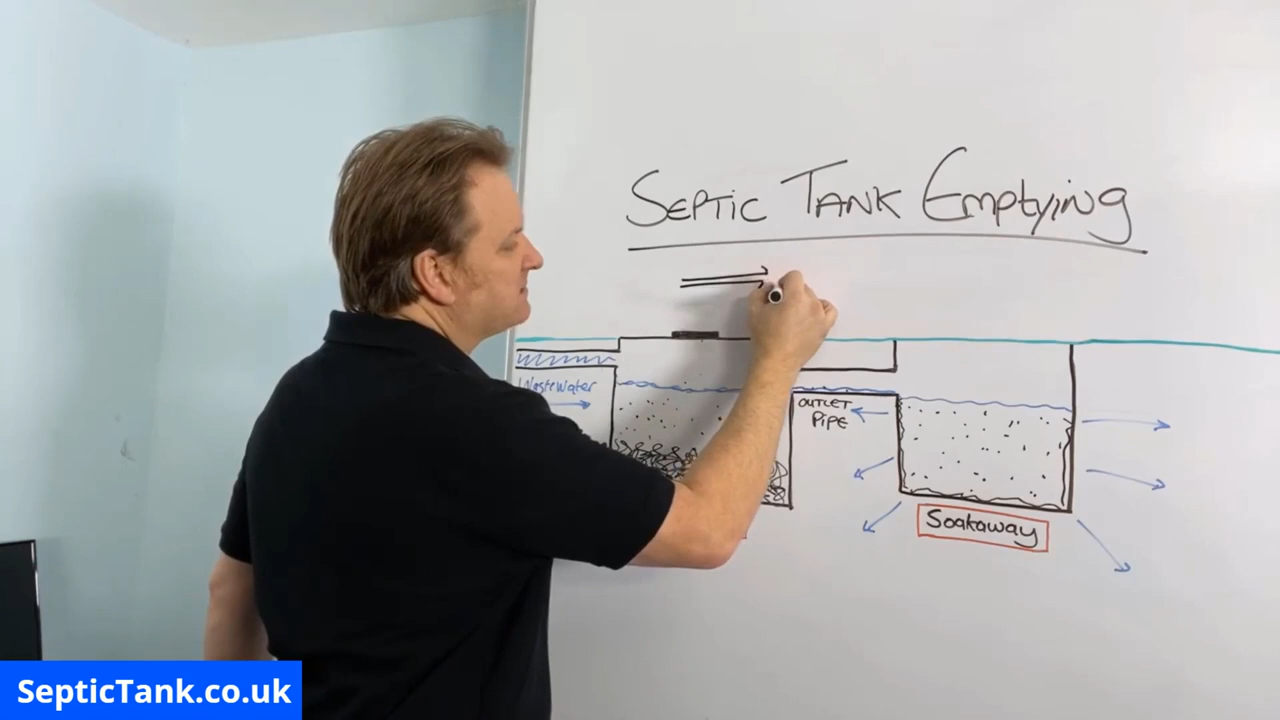 Septic Tank Emptying
Wastewater
OUTLET
Pipe
Soakaway
SepticTank.co.uk